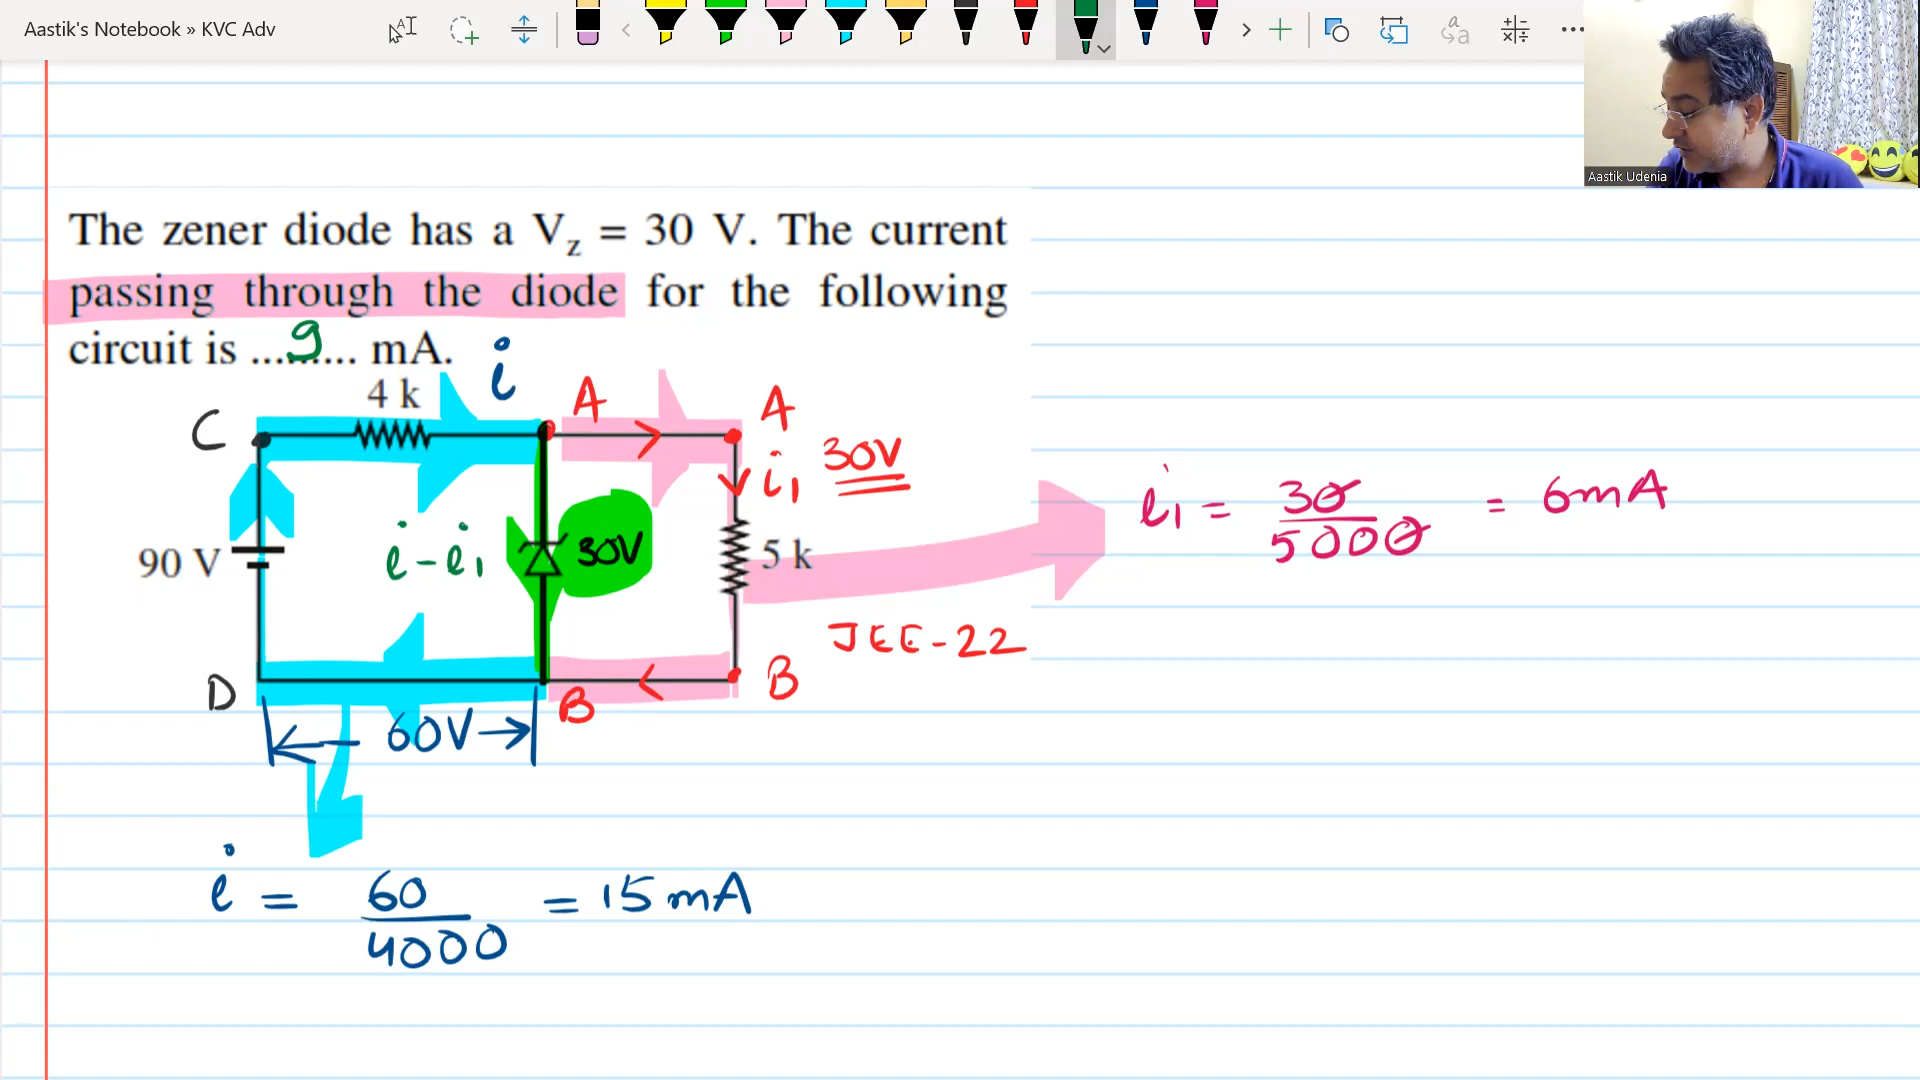 Aastik's Notebook » KVC Adv
Aastik Udenia
The zener diode has a Vz = 30 V. The current
passing through the diode for the following
circuit is ...9... mA.
i
4 k
C
A
A
i1
30V
i - i1
30V
90 V
5 k
i1 = 30/5000 = 6mA
JEE-22
D
B
B
60V
i = 60/4000 = 15mA